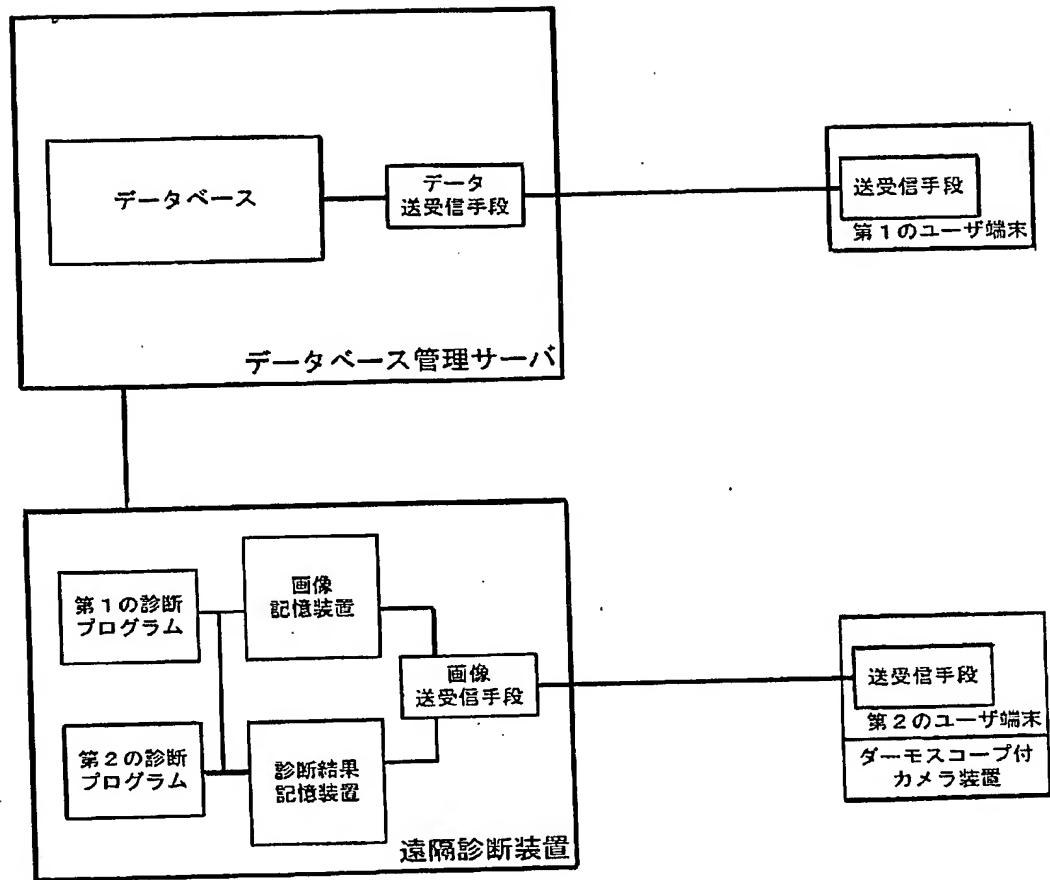 データベース
データ
送受信手段
データベース管理サーバ
送受信手段
第1のユーザ端末
第1の診断
プログラム
画像
記憶装置
画像
送受信手段
第2の診断
プログラム
診断結果
記憶装置
遠隔診断装置
送受信手段
第2のユーザ端末
ダーモスコープ付
カメラ装置